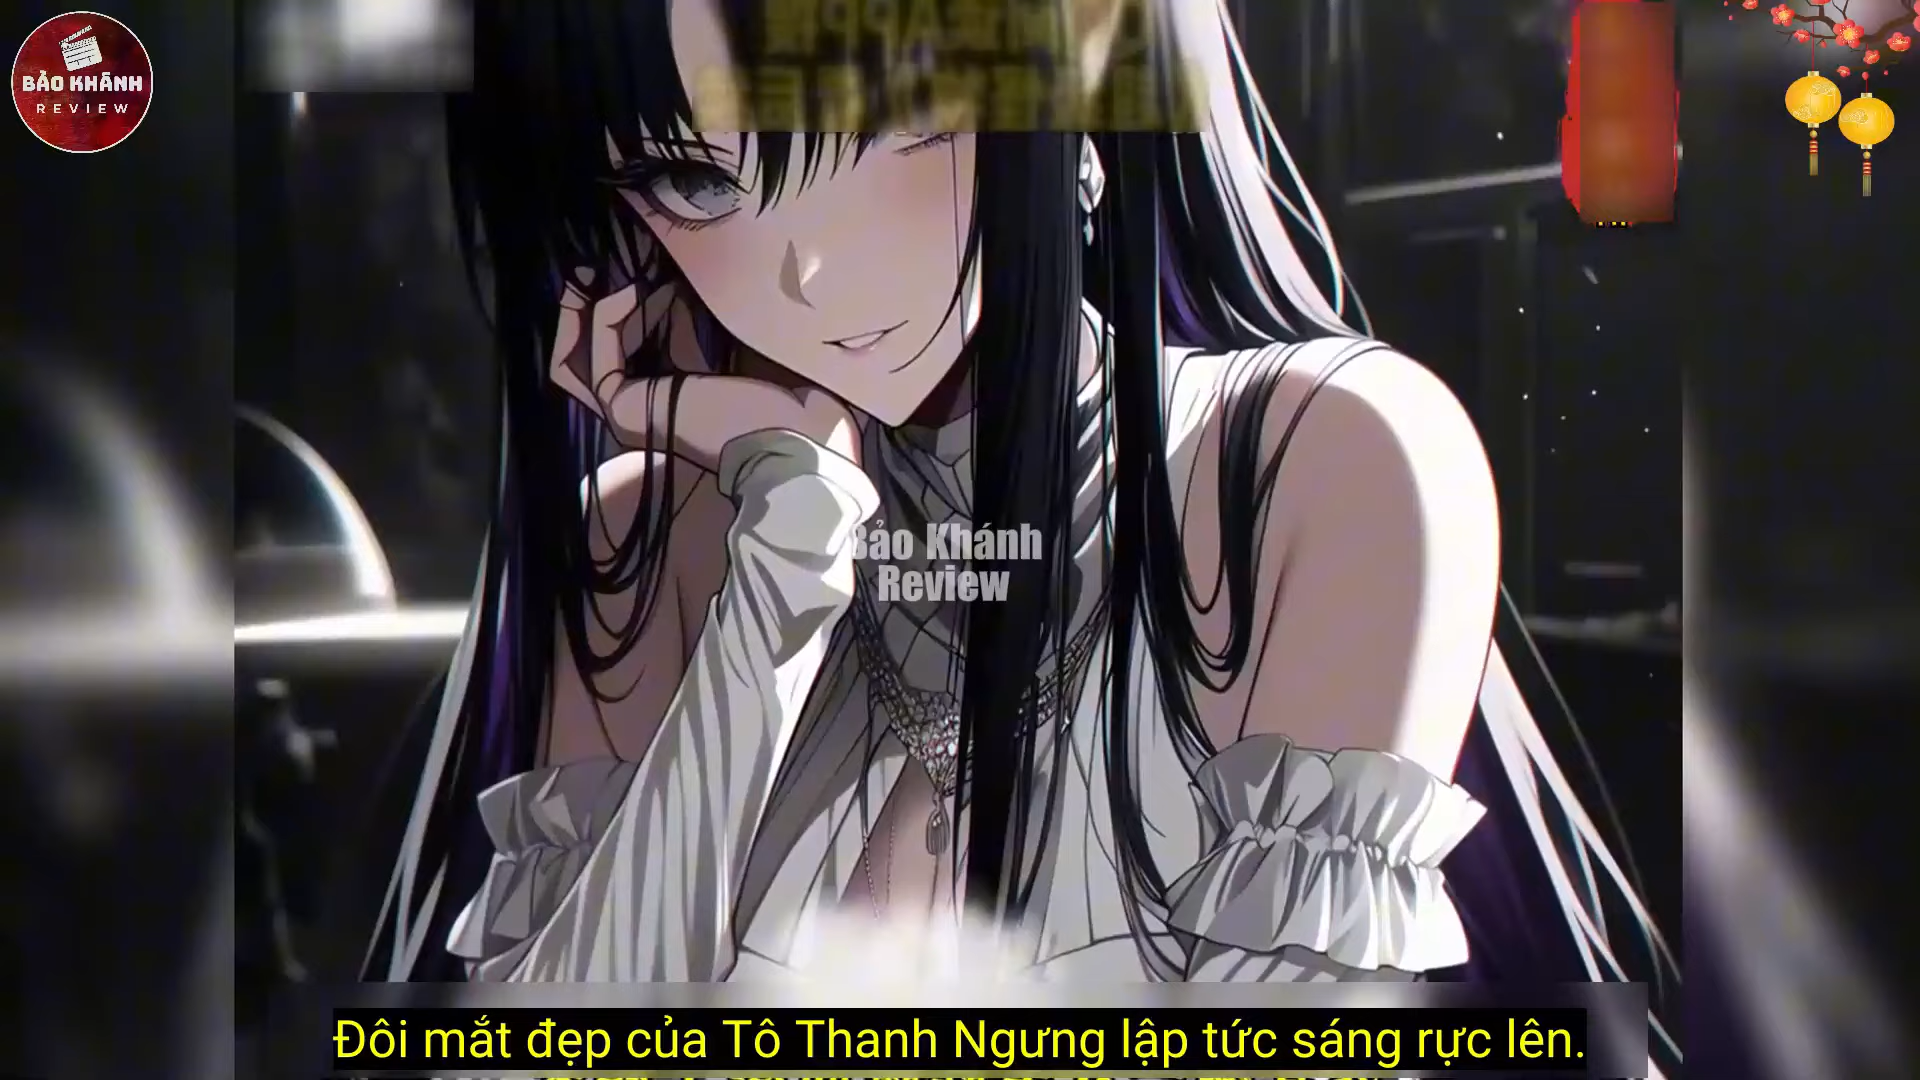 BẢO KHÁNH
REVIEW
Bảo Khánh
Review
Đôi mắt đẹp của Tô Thanh Ngưng lập tức sáng rực lên.